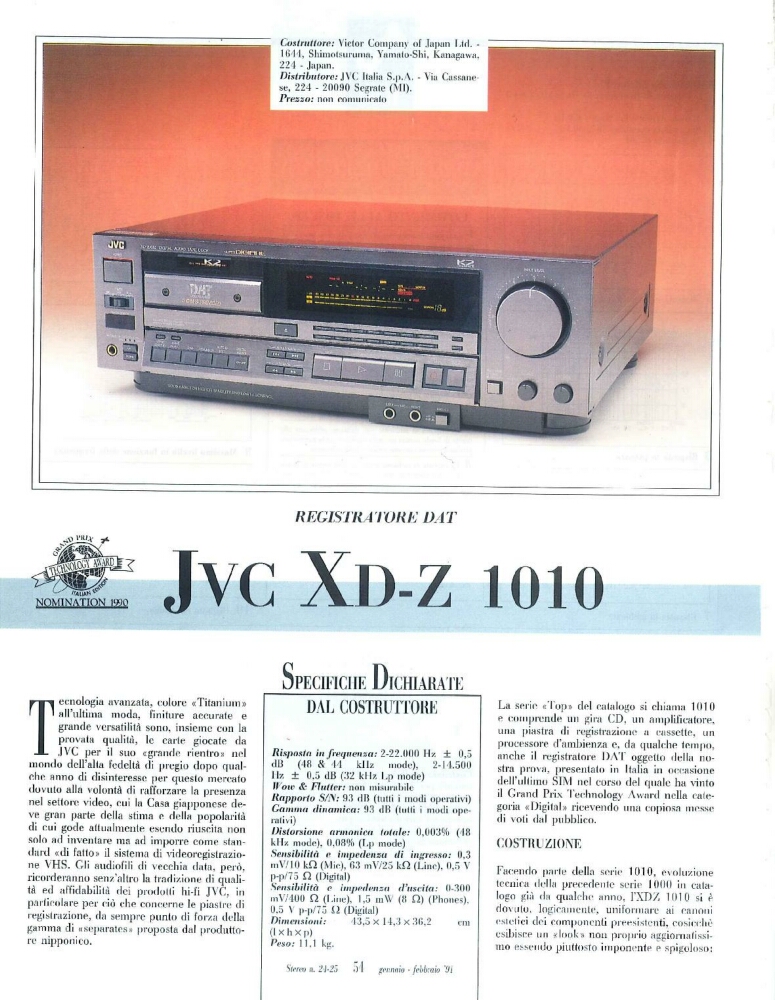 Costruttore: Victor Company of Japan Ltd. -
1644, Shimotsuruma, Yamato-Shi, Kanagawa,
224 - Japan.
Distributore: JVC Italia S.p.A. - Via Cassane-
se, 224 - 20090 Segrate (MI).
Prezzo: non comunicato
JVC
K2
K2
DAT
REGISTRATORE DAT
GRAND PRIX
TECHNOLOGY AWARD
ITALIAN EDITION
NOMINATION 1990
JVC XD-Z 1010
Tecnologia avanzata, colore «Titanium»
all'ultima moda, finiture accurate e
grande versatilità sono, insieme con la
provata qualità, le carte giocate da
JVC per il suo «grande rientro» nel
mondo dell'alta fedeltà di pregio dopo qual-
che anno di disinteresse per questo mercato
dovuto alla volontà di rafforzare la presenza
nel settore video, cui la Casa giapponese de-
ve gran parte della stima e della popolarità
di cui gode attualmente esendo riuscita non
solo ad inventare ma ad imporre come stan-
dard «di fatto» il sistema di videoregistrazio-
ne VHS. Gli audiofili di vecchia data, però,
ricorderanno senz'altro la tradizione di quali-
tà ed affidabilità dei prodotti hi-fi JVC, in
particolare per ciò che concerne le piastre di
registrazione, da sempre punto di forza della
gamma di «separates» proposta dal produtto-
re nipponico.
SPECIFICHE DICHIARATE
DAL COSTRUTTORE
Risposta in frequenza: 2-22.000 Hz ± 0,5
dB (48 & 44 kHz mode), 2-14.500
Hz ± 0.5 dB (32 kHz Lp mode)
Wow & Flutter: non misurabile
Rapporto S/N: 93 dB (tutti i modi operativi)
Gamma dinamica: 93 dB (tutti i modi ope-
rativi)
Distorsione armonica totale: 0,003% (48
kHz mode), 0,08% (Lp mode)
Sensibilità e impedenza di ingresso: 0,3
mV/10 kΩ (Mic), 63 mV/25 kΩ (Line), 0,5 V
p-p/75 Ω (Digital)
Sensibilità e impedenza d'uscita: 0-300
mV/400 Ω (Line), 1,5 mW (8 Ω) (Phones),
0.5 V p-p/75 Ω (Digital)
Dimensioni: 43,5 × 14,3 × 36,2 cm
(l×h×p)
Peso: 11,1 kg.
La serie «Top» del catalogo si chiama 1010
e comprende un gira CD, un amplificatore,
una piastra di registrazione a cassette, un
processore d'ambienza e, da qualche tempo,
anche il registratore DAT oggetto della no-
stra prova, presentato in Italia in occasione
dell'ultimo SIM nel corso del quale ha vinto
il Grand Prix Technology Award nella cate-
goria «Digital» ricevendo una copiosa messe
di voti dal pubblico.
COSTRUZIONE
Facendo parte della serie 1010, evoluzione
tecnica della precedente serie 1000 in cata-
logo già da qualche anno, l'XDZ 1010 si è
dovuto, logicamente, uniformare ai canoni
estetici dei componenti preesistenti, cosicché
esibisce un «look» non proprio aggiornatissi-
mo essendo piuttosto imponente e spigoloso;
Stereo n. 24-25 54 gennaio - febbraio '91